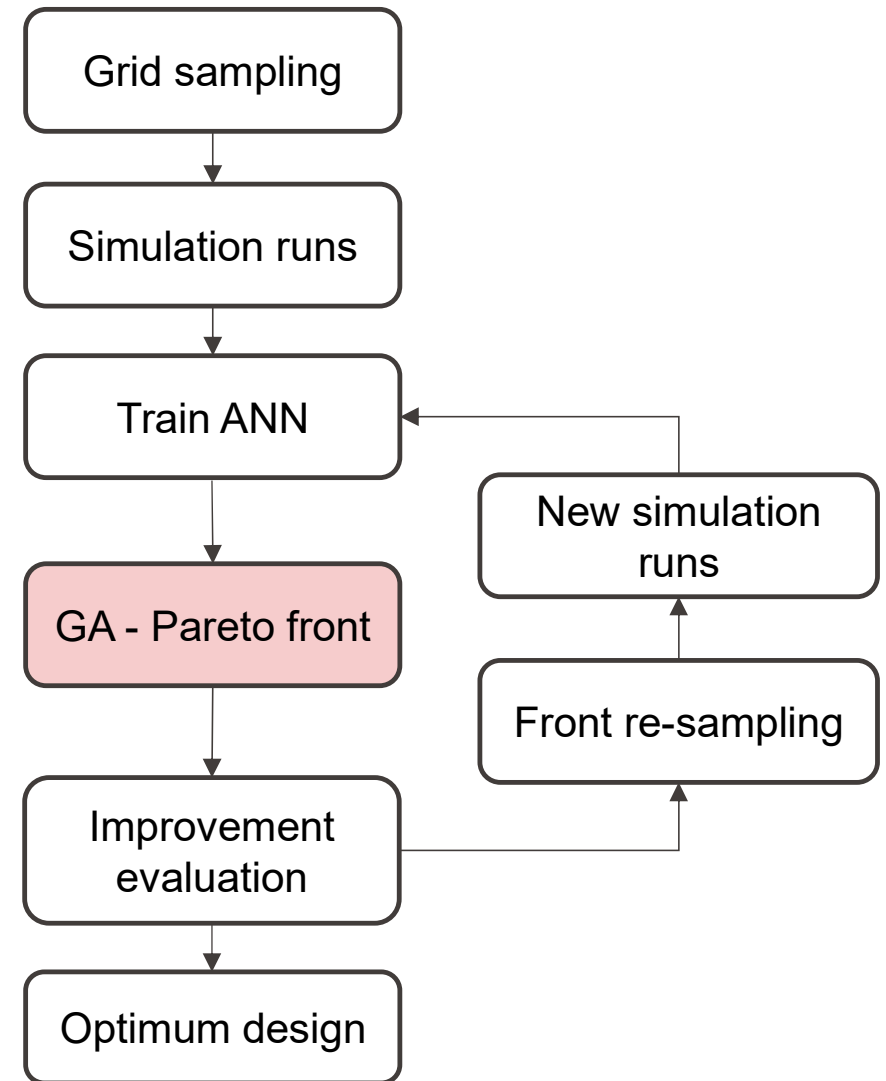 Grid sampling
Simulation runs
Train ANN
New simulation
runs
GA - Pareto front
Front re-sampling
Improvement
evaluation
Optimum design